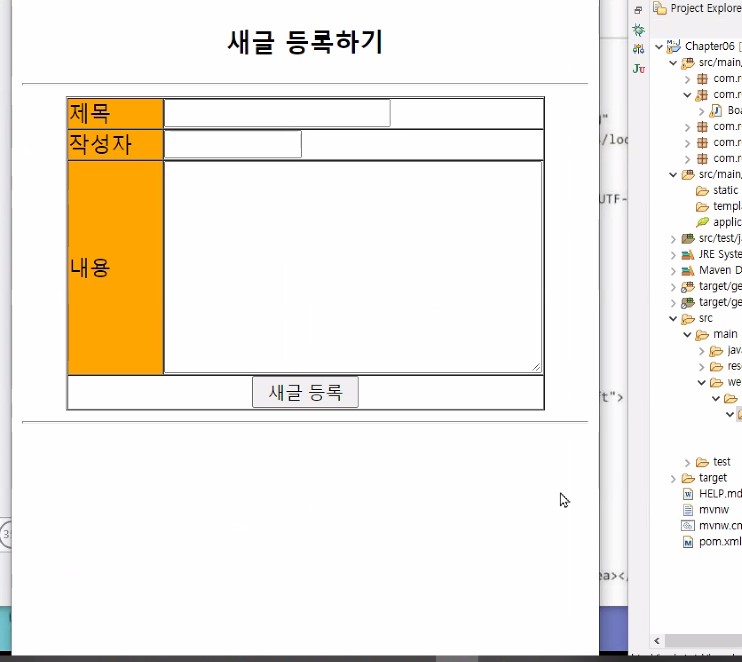 새글 등록하기
제목
작성자
내용
새글 등록
Project Explore
Chapter06
src/main
com.r
com.r
Boa
com.r
com.r
com.r
src/main
static
templ
applic
src/test/j
JRE Syste
Maven D
target/ge
target/ge
src
main
jav
res
we
test
target
HELP.md
mvnw
mvnw.cm
pom.xml
/loc
UTF-
t">
ea></